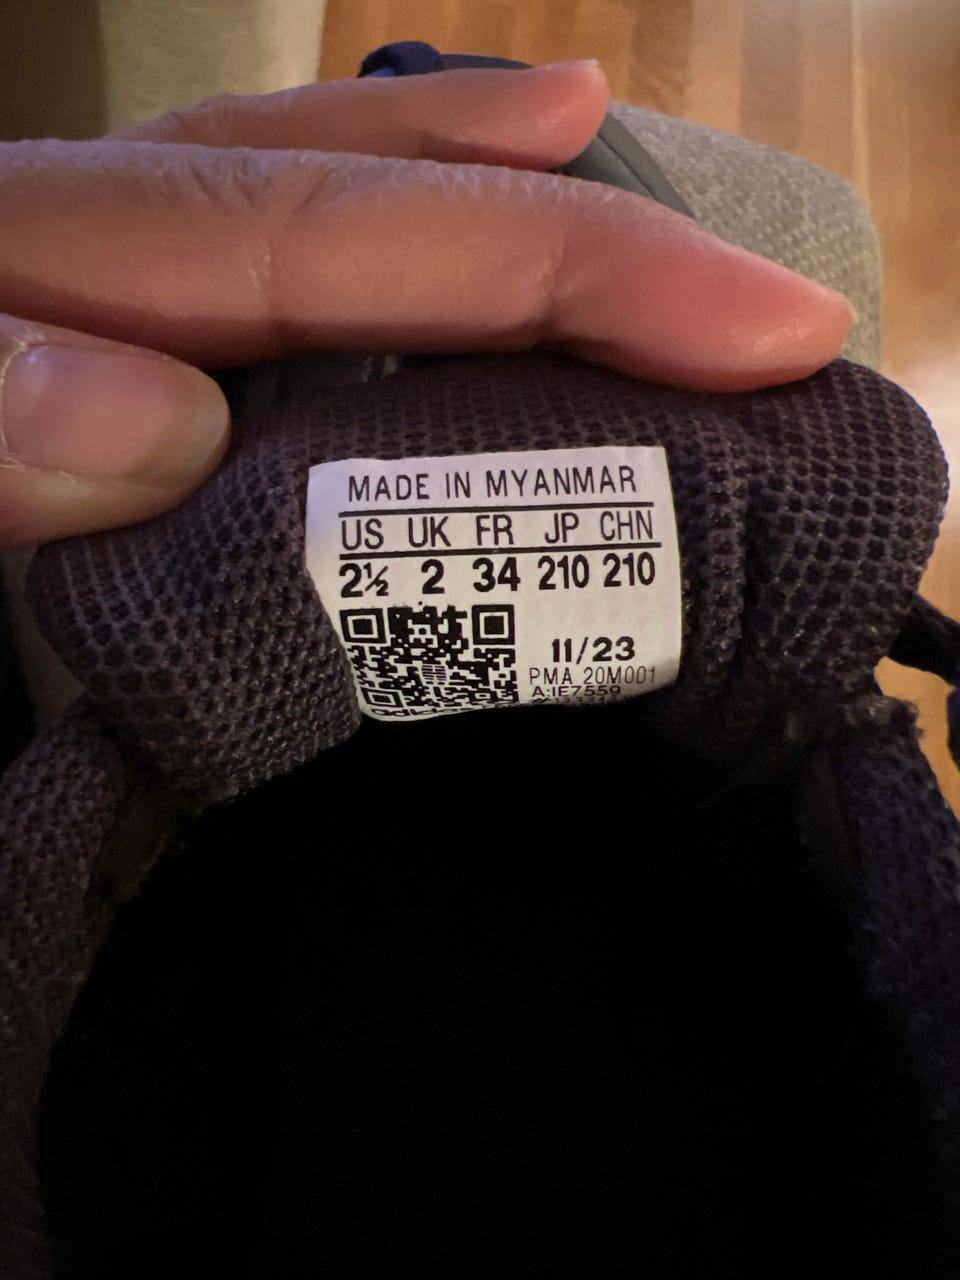 MADE IN MYANMAR
US UK FR JP CHN
2½ 2 34 210 210
11/23
PMA 20M001
A:IE7559